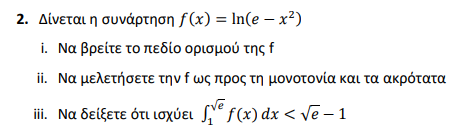 2. Δίνεται η συνάρτηση f(x) = ln(e − x²)
i. Να βρείτε το πεδίο ορισμού της f
ii. Να μελετήσετε την f ως προς τη μονοτονία και τα ακρότατα
iii. Να δείξετε ότι ισχύει ∫₁^√e f(x) dx < √e − 1